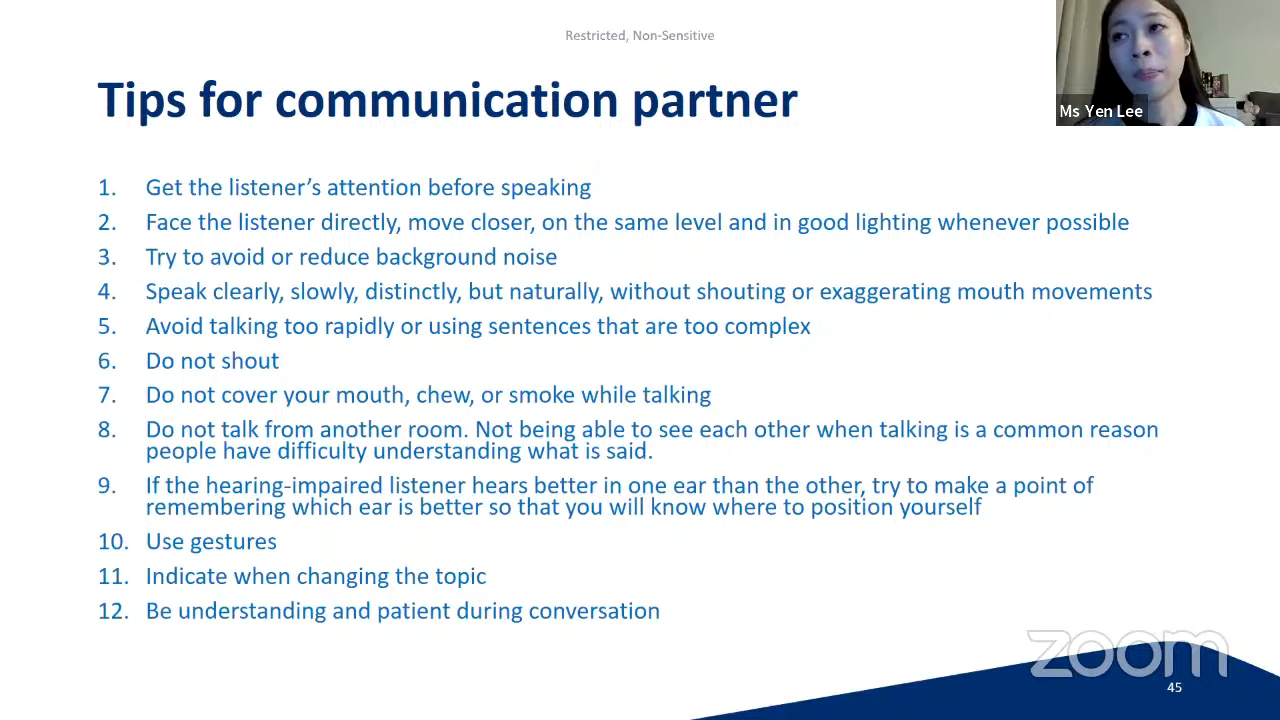 Restricted, Non-Sensitive
Tips for communication partner
Ms Yen Lee
1. Get the listener’s attention before speaking
2. Face the listener directly, move closer, on the same level and in good lighting whenever possible
3. Try to avoid or reduce background noise
4. Speak clearly, slowly, distinctly, but naturally, without shouting or exaggerating mouth movements
5. Avoid talking too rapidly or using sentences that are too complex
6. Do not shout
7. Do not cover your mouth, chew, or smoke while talking
8. Do not talk from another room. Not being able to see each other when talking is a common reason
people have difficulty understanding what is said.
9. If the hearing-impaired listener hears better in one ear than the other, try to make a point of
remembering which ear is better so that you will know where to position yourself
10. Use gestures
11. Indicate when changing the topic
12. Be understanding and patient during conversation
zoom
45